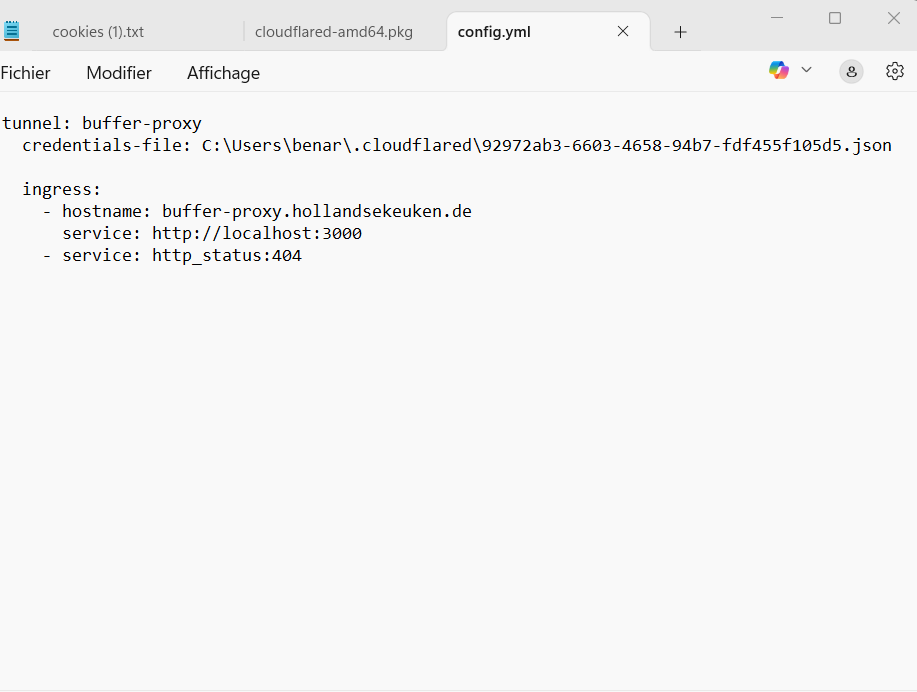 cookies (1).txt cloudflared-amd64.pkg config.yml
Fichier Modifier Affichage
tunnel: buffer-proxy
  credentials-file: C:\Users\benar\.cloudflared\92972ab3-6603-4658-94b7-fdf455f105d5.json

  ingress:
    - hostname: buffer-proxy.hollandsekeuken.de
      service: http://localhost:3000
    - service: http_status:404